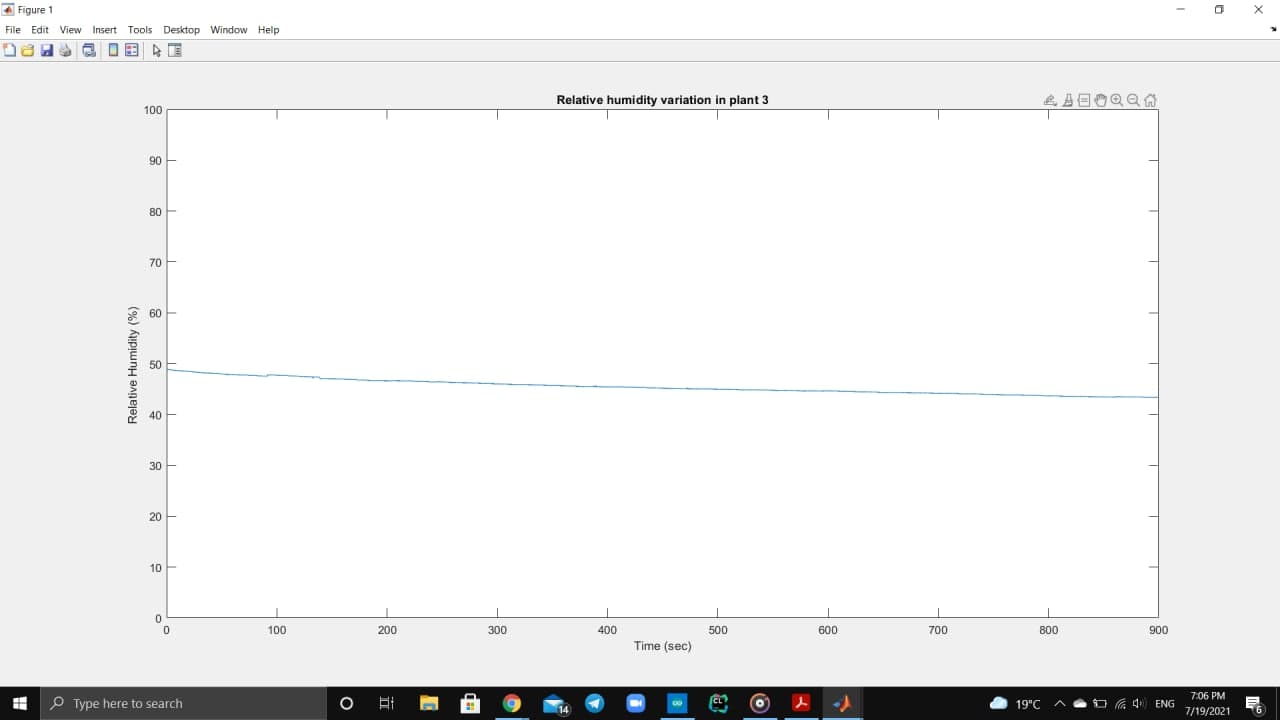 Figure 1
File Edit View Insert Tools Desktop Window Help
Relative humidity variation in plant 3
100
90
80
70
60
50
40
30
20
10
0
Relative Humidity (%)
0 100 200 300 400 500 600 700 800 900
Time (sec)
Type here to search
14
CL
19°C
ENG
7:06 PM
7/19/2021
6